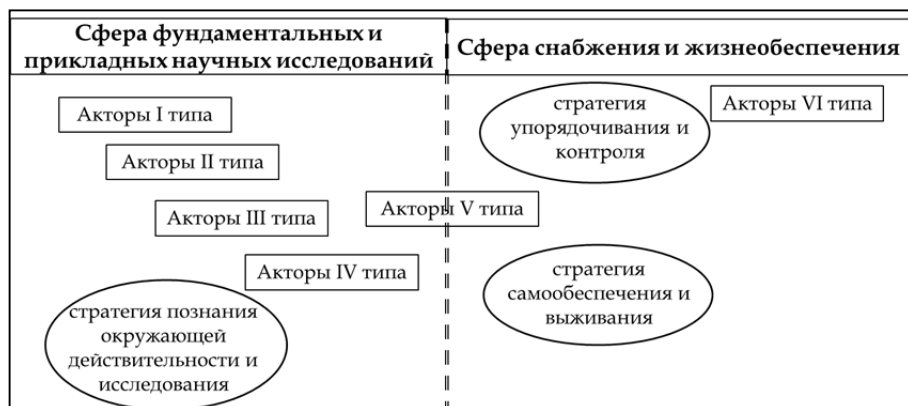 Сфера фундаментальных и
прикладных научных исследований
Сфера снабжения и жизнеобеспечения
Акторы I типа
Акторы II типа
Акторы III типа
Акторы IV типа
стратегия познания
окружающей
действительности и
исследования
Акторы V типа
стратегия
упорядочивания и
контроля
Акторы VI типа
стратегия
самообеспечения и
выживания